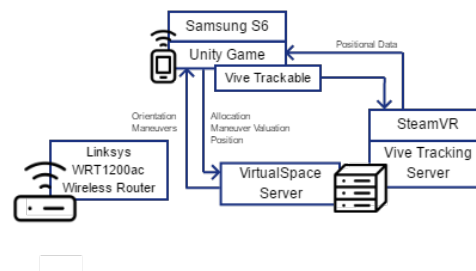 Samsung S6
Unity Game
Vive Trackable
Positional Data
Orientation
Maneuvers
Allocation
Maneuver Valuation
Position
SteamVR
Vive Tracking
Server
Linksys
WRT1200ac
Wireless Router
VirtualSpace
Server